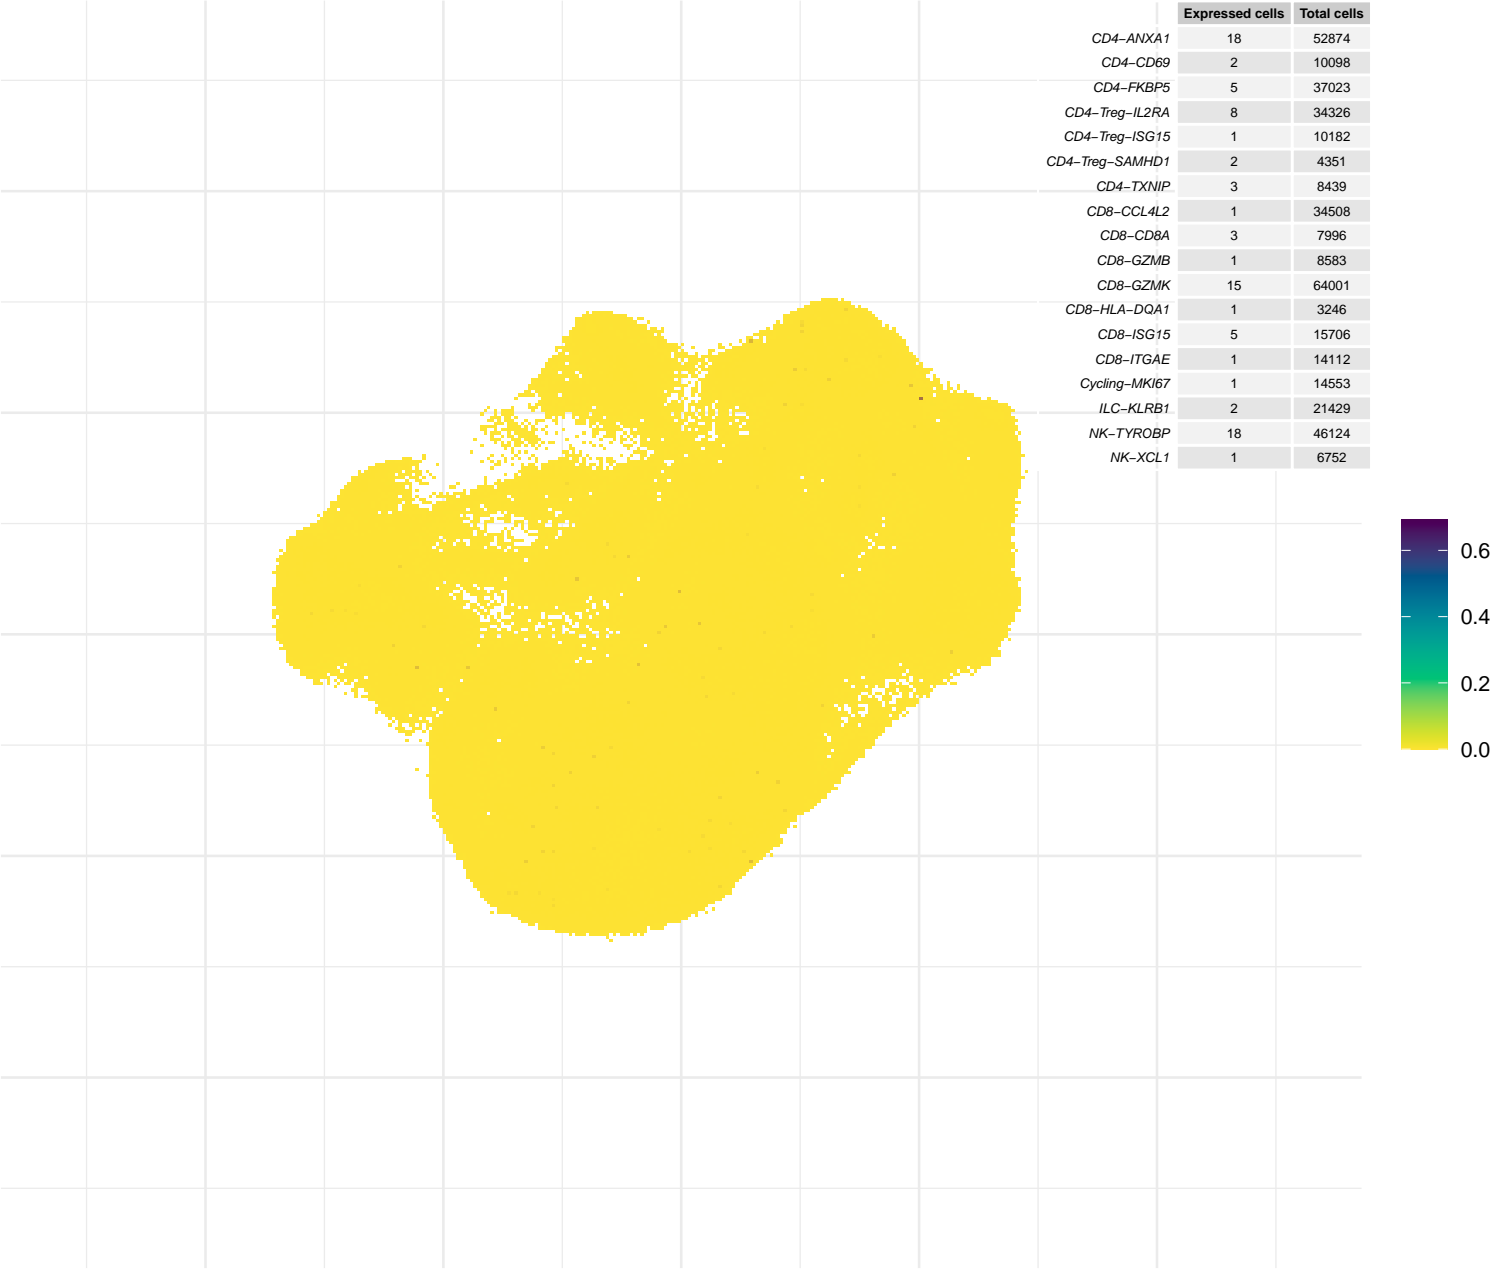 Expressed cells Total cells
CD4−ANXA1 18 52874
CD4−CD69 2 10098
CD4−FKBP5 5 37023
CD4−Treg−IL2RA 8 34326
CD4−Treg−ISG15 1 10182
CD4−Treg−SAMHD1 2 4351
CD4−TXNIP 3 8439
CD8−CCL4L2 1 34508
CD8−CD8A 3 7996
CD8−GZMB 1 8583
CD8−GZMK 15 64001
CD8−HLA−DQA1 1 3246
CD8−ISG15 5 15706
CD8−ITGAE 1 14112
Cycling−MKI67 1 14553
ILC−KLRB1 2 21429
NK−TYROBP 18 46124
NK−XCL1 1 6752
0.6
0.4
0.2
0.0